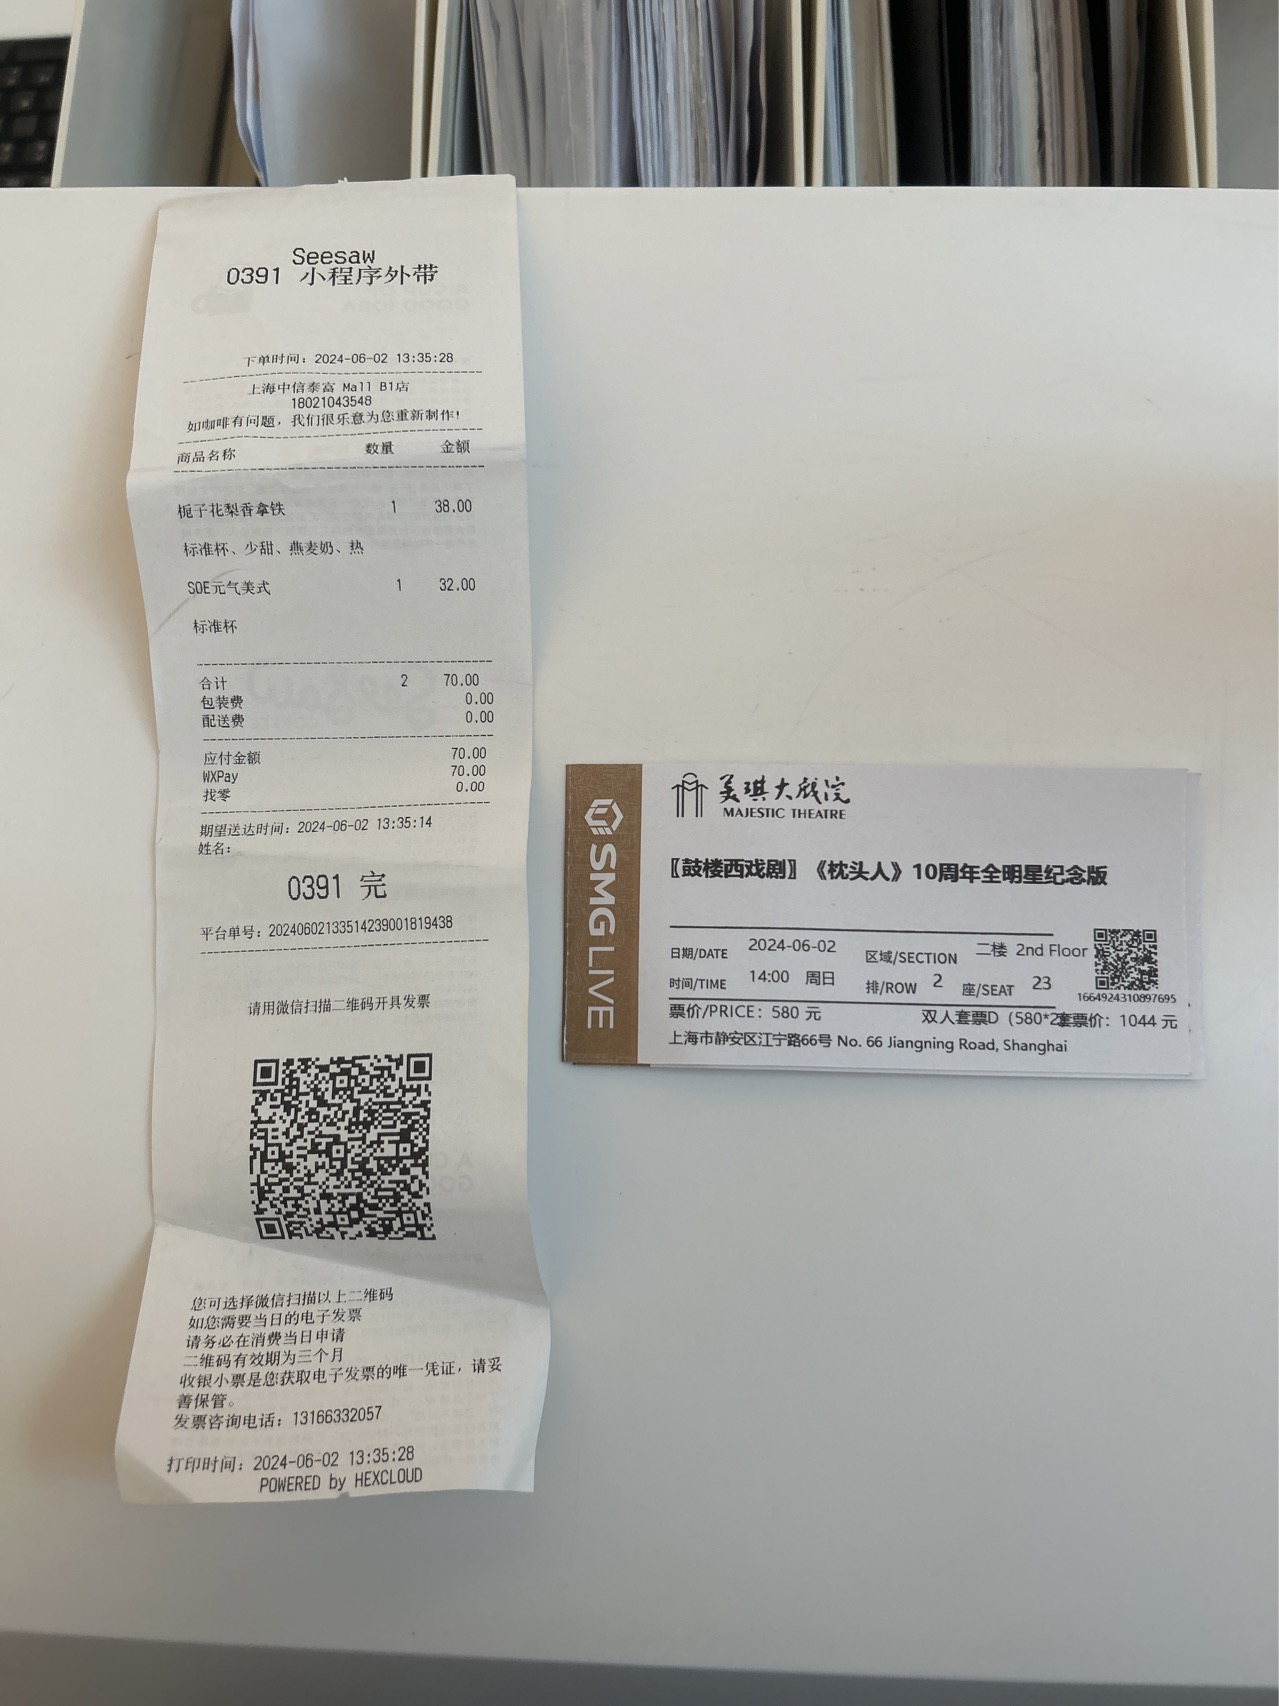 Seesaw
0391 小程序外带
下单时间：2024-06-02 13:35:28
上海中信泰富 Mall B1店
18021043548
如咖啡有问题，我们很乐意为您重新制作！
商品名称 数量 金额
栀子花梨香拿铁 1 38.00
标准杯、少甜、燕麦奶、热
SOE元气美式 1 32.00
标准杯
合计 2 70.00
包装费 0.00
配送费 0.00
应付金额 70.00
WXPay 70.00
找零 0.00
期望送达时间：2024-06-02 13:35:14
姓名：
0391 完
平台单号：20240602133514239001819438
请用微信扫描二维码开具发票
您可选择微信扫描以上二维码
如您需要当日的电子发票
请务必在消费当日申请
二维码有效期为三个月
收银小票是您获取电子发票的唯一凭证，请妥
善保管。
发票咨询电话：13166332057
打印时间：2024-06-02 13:35:28
POWERED by HEXCLOUD
SMG LIVE
美琪大戏院
MAJESTIC THEATRE
〖鼓楼西戏剧〗《枕头人》10周年全明星纪念版
日期/DATE 2024-06-02 区域/SECTION 二楼 2nd Floor
时间/TIME 14:00 周日 排/ROW 2 座/SEAT 23
1664924310897695
票价/PRICE：580 元 双人套票D（580*2套票价：1044 元
上海市静安区江宁路66号 No. 66 Jiangning Road, Shanghai